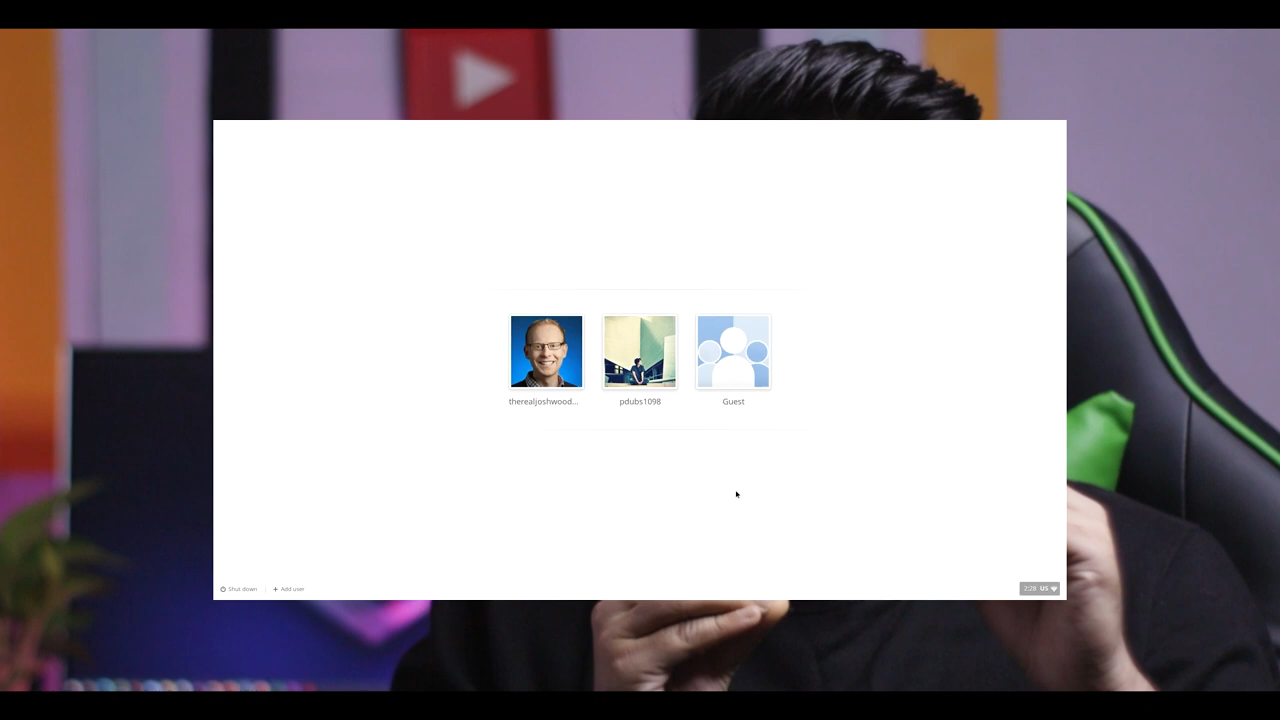 therealjoshwood...
pdubs1098
Guest
Shut down
+ Add user
2:28 US